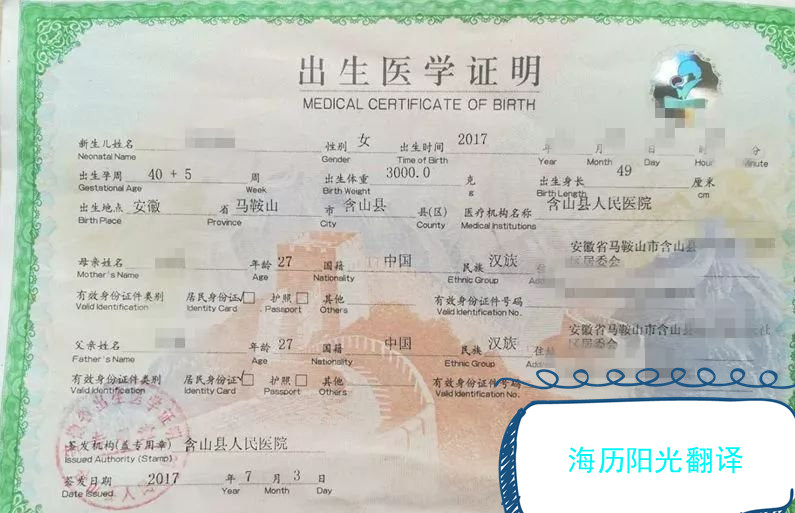 出生医学证明
MEDICAL CERTIFICATE OF BIRTH
新生儿姓名 性别 女 出生时间 2017 年 月 日 时 分
Neonatal Name Gender Time of Birth Year Month Day Hour Minute
出生孕周 40 + 5 周 出生体重 3000.0 克 出生身长 49 厘米
Gestational Age Week Birth Weight g Birth Length cm
出生地点 安徽 省 马鞍山 市 含山县 县(区) 医疗机构名称 含山县人民医院
Birth Place Province City County Medical Institutions
安徽省马鞍山市含山县
母亲姓名 年龄 27 国籍 中国 民族 汉族 居委会
Mother's Name Age Nationality Ethnic Group
有效身份证件类别 居民身份证 护照 其他 有效身份证件号码
Valid Identification Identity Card Passport Others Valid Identification No.
安徽省马鞍山市含山县
父亲姓名 年龄 27 国籍 中国 民族 汉族 住址 居委会
Father's Name Age Nationality Ethnic Group
有效身份证件类别 居民身份证 护照 其他 有效身份证件号码
Valid Identification Identity Card Passport Others Valid Identification No.
签发机构(盖专用章) 含山县人民医院
Issued Authority (Stamp)
签发日期 2017 年 7 月 3 日
Date Issued Year Month Day
海历阳光翻译